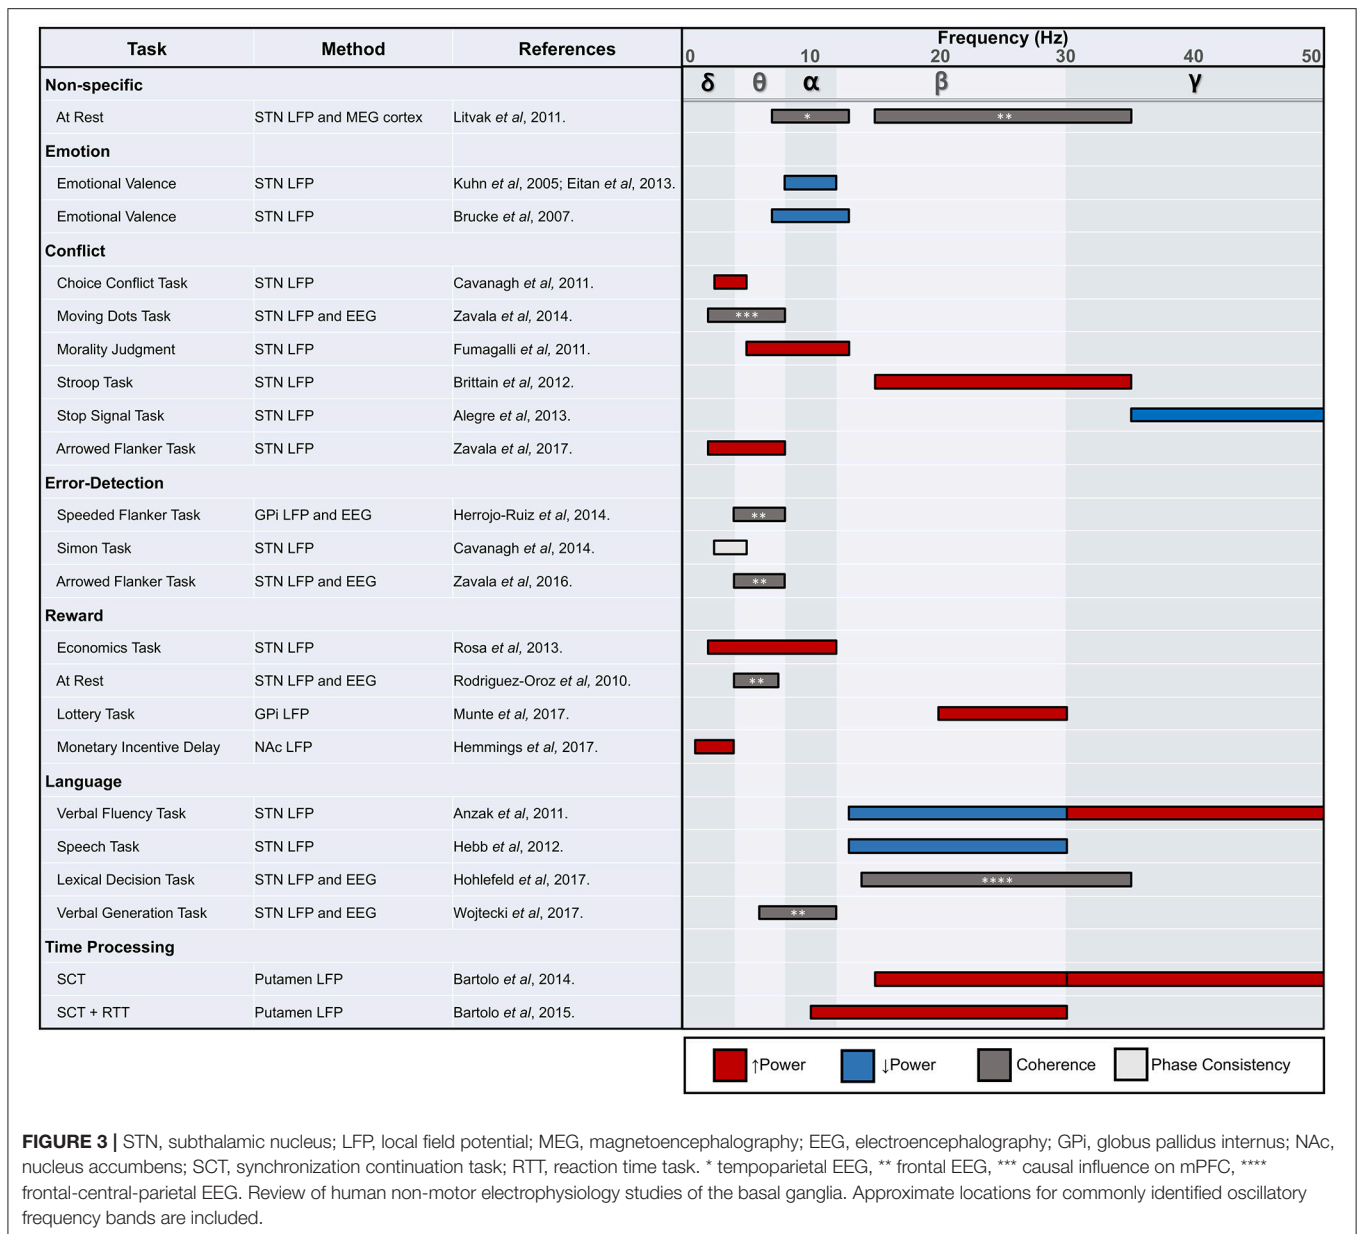 Task Method References Frequency (Hz)
0 10 20 30 40 50
Non-specific δ θ α β γ
At Rest STN LFP and MEG cortex Litvak et al, 2011. * **
Emotion
Emotional Valence STN LFP Kuhn et al, 2005; Eitan et al, 2013.
Emotional Valence STN LFP Brucke et al, 2007.
Conflict
Choice Conflict Task STN LFP Cavanagh et al, 2011.
Moving Dots Task STN LFP and EEG Zavala et al, 2014. ***
Morality Judgment STN LFP Fumagalli et al, 2011.
Stroop Task STN LFP Brittain et al, 2012.
Stop Signal Task STN LFP Alegre et al, 2013.
Arrowed Flanker Task STN LFP Zavala et al, 2017.
Error-Detection
Speeded Flanker Task GPi LFP and EEG Herrojo-Ruiz et al, 2014. **
Simon Task STN LFP Cavanagh et al, 2014.
Arrowed Flanker Task STN LFP and EEG Zavala et al, 2016. **
Reward
Economics Task STN LFP Rosa et al, 2013.
At Rest STN LFP and EEG Rodriguez-Oroz et al, 2010. **
Lottery Task GPi LFP Munte et al, 2017.
Monetary Incentive Delay NAc LFP Hemmings et al, 2017.
Language
Verbal Fluency Task STN LFP Anzak et al, 2011.
Speech Task STN LFP Hebb et al, 2012.
Lexical Decision Task STN LFP and EEG Hohlefeld et al, 2017. ****
Verbal Generation Task STN LFP and EEG Wojtecki et al, 2017. **
Time Processing
SCT Putamen LFP Bartolo et al, 2014.
SCT + RTT Putamen LFP Bartolo et al, 2015.
↑Power ↓Power Coherence Phase Consistency
FIGURE 3 | STN, subthalamic nucleus; LFP, local field potential; MEG, magnetoencephalography; EEG, electroencephalography; GPi, globus pallidus internus; NAc,
nucleus accumbens; SCT, synchronization continuation task; RTT, reaction time task. * tempoparietal EEG, ** frontal EEG, *** causal influence on mPFC, ****
frontal-central-parietal EEG. Review of human non-motor electrophysiology studies of the basal ganglia. Approximate locations for commonly identified oscillatory
frequency bands are included.